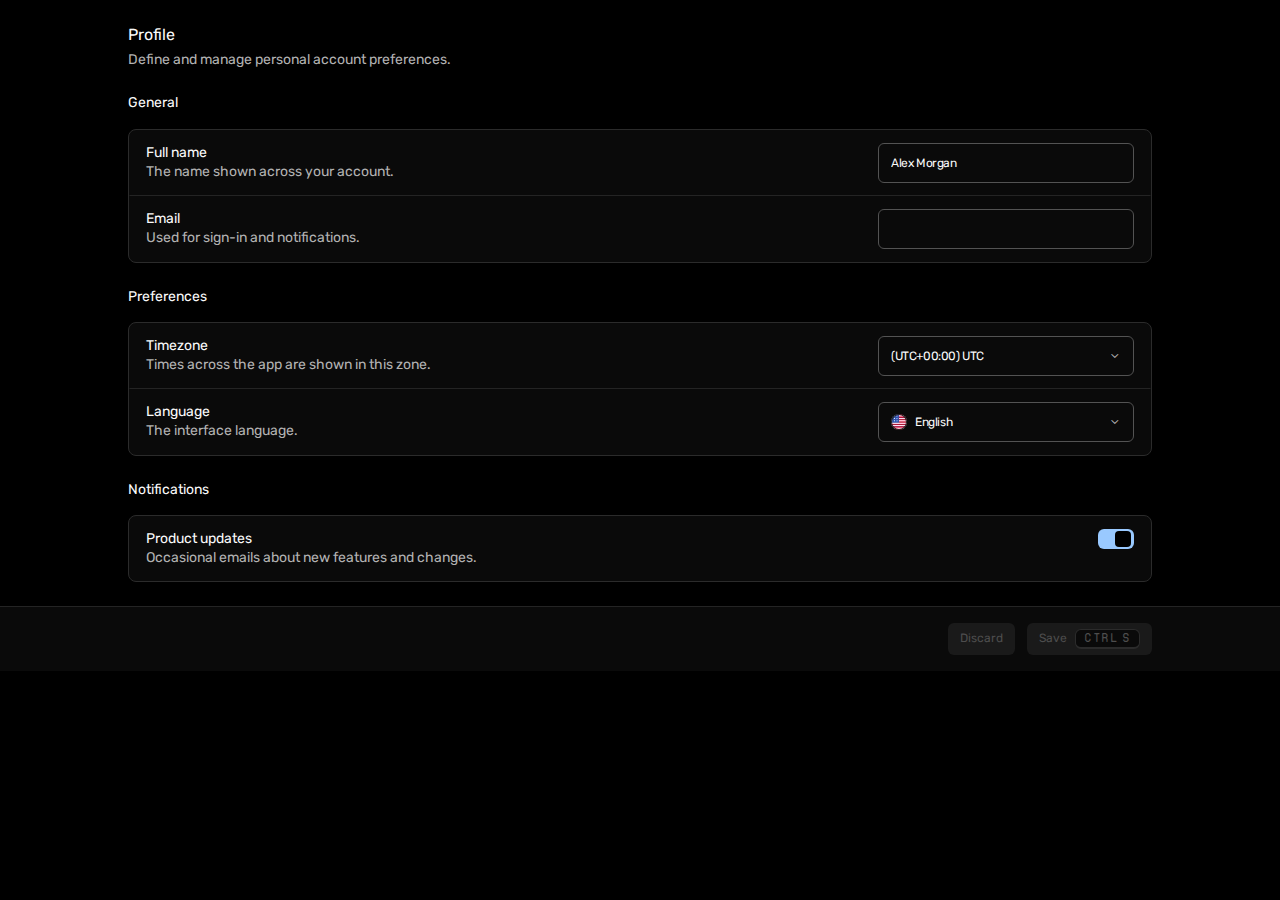 Profile
Define and manage personal account preferences.
General
Full name
The name shown across your account.
Alex Morgan
Email
Used for sign-in and notifications.
Preferences
Timezone
Times across the app are shown in this zone.
(UTC+00:00) UTC
Language
The interface language.
English
Notifications
Product updates
Occasional emails about new features and changes.
Discard
Save CTRL S